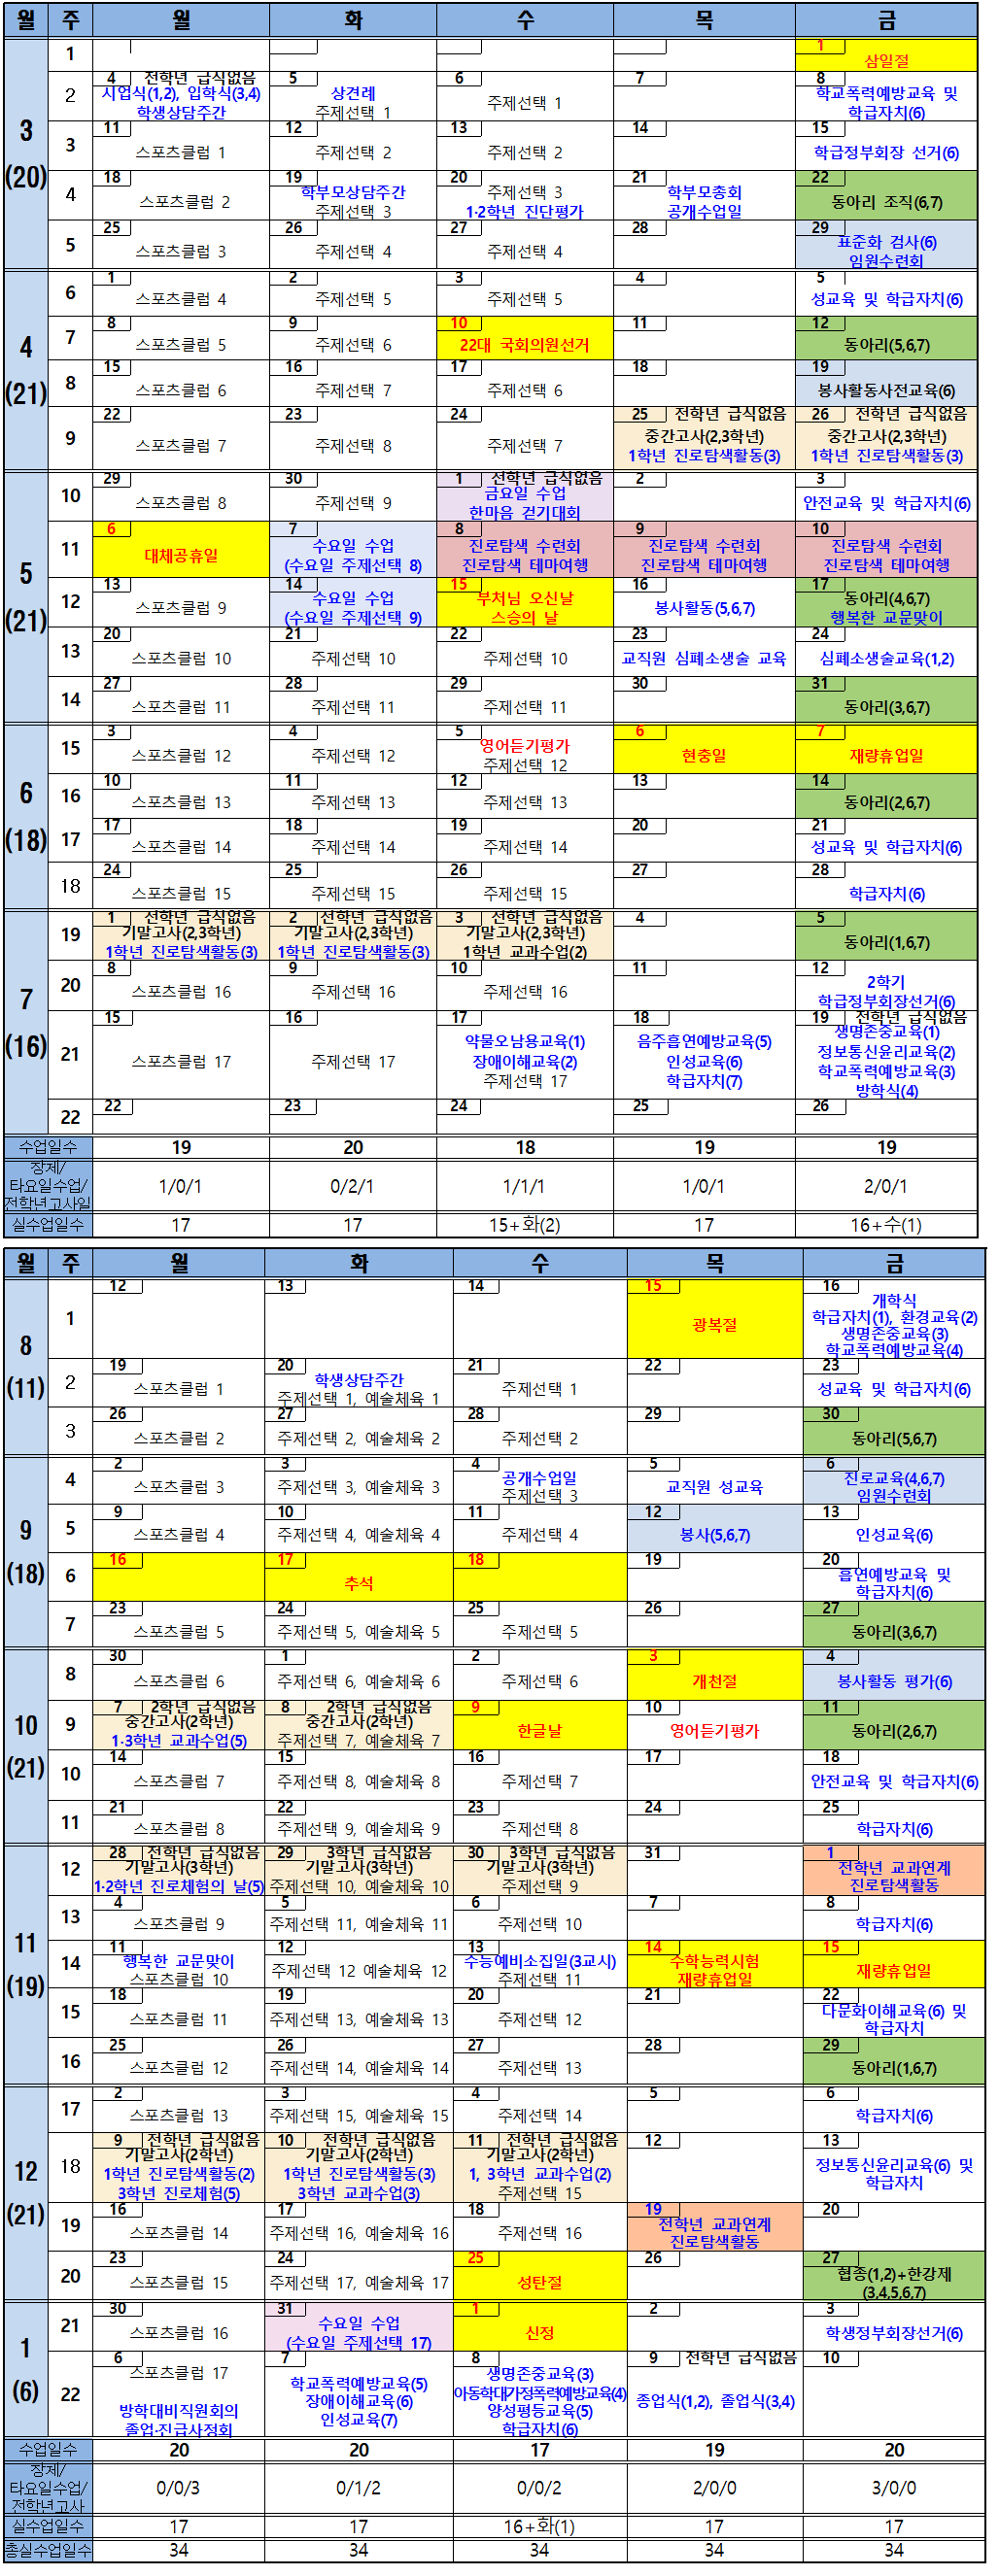 월 주 월 화 수 목 금
3
(20)
1
1
삼일절
2
4 전학년 급식없음
시업식(1,2), 입학식(3,4)
학생상담주간
5
상견례
주제선택 1
6
주제선택 1
7
8
학교폭력예방교육 및
학급자치(6)
3
11
스포츠클럽 1
12
주제선택 2
13
주제선택 2
14
15
학급정부회장 선거(6)
4
18
스포츠클럽 2
19
학부모상담주간
주제선택 3
20
주제선택 3
1·2학년 진단평가
21
학부모총회
공개수업일
22
동아리 조직(6,7)
5
25
스포츠클럽 3
26
주제선택 4
27
주제선택 4
28
29
표준화 검사(6)
임원수련회
4
(21)
6
1
스포츠클럽 4
2
주제선택 5
3
주제선택 5
4
5
성교육 및 학급자치(6)
7
8
스포츠클럽 5
9
주제선택 6
10
22대 국회의원선거
11
12
동아리(5,6,7)
8
15
스포츠클럽 6
16
주제선택 7
17
주제선택 6
18
19
봉사활동사전교육(6)
9
22
스포츠클럽 7
23
주제선택 8
24
주제선택 7
25 전학년 급식없음
중간고사(2,3학년)
1학년 진로탐색활동(3)
26 전학년 급식없음
중간고사(2,3학년)
1학년 진로탐색활동(3)
5
(21)
10
29
스포츠클럽 8
30
주제선택 9
1 전학년 급식없음
금요일 수업
한마음 걷기대회
2
3
안전교육 및 학급자치(6)
11
6
대체공휴일
7
수요일 수업
(수요일 주제선택 8)
8
진로탐색 수련회
진로탐색 테마여행
9
진로탐색 수련회
진로탐색 테마여행
10
진로탐색 수련회
진로탐색 테마여행
12
13
스포츠클럽 9
14
수요일 수업
(수요일 주제선택 9)
15
부처님 오신날
스승의 날
16
봉사활동(5,6,7)
17
동아리(4,6,7)
행복한 교문맞이
13
20
스포츠클럽 10
21
주제선택 10
22
주제선택 10
23
교직원 심폐소생술 교육
24
심폐소생술교육(1,2)
14
27
스포츠클럽 11
28
주제선택 11
29
주제선택 11
30
31
동아리(3,6,7)
6
(18)
15
3
스포츠클럽 12
4
주제선택 12
5
영어듣기평가
주제선택 12
6
현충일
7
재량휴업일
16
10
스포츠클럽 13
11
주제선택 13
12
주제선택 13
13
14
동아리(2,6,7)
17
17
스포츠클럽 14
18
주제선택 14
19
주제선택 14
20
21
성교육 및 학급자치(6)
18
24
스포츠클럽 15
25
주제선택 15
26
주제선택 15
27
28
학급자치(6)
7
(16)
19
1 전학년 급식없음
기말고사(2,3학년)
1학년 진로탐색활동(3)
2 전학년 급식없음
기말고사(2,3학년)
1학년 진로탐색활동(3)
3 전학년 급식없음
기말고사(2,3학년)
1학년 교과수업(2)
4
5
동아리(1,6,7)
20
8
스포츠클럽 16
9
주제선택 16
10
주제선택 16
11
12
2학기
학급정부회장선거(6)
21
15
스포츠클럽 17
16
주제선택 17
17
약물오남용교육(1)
장애이해교육(2)
주제선택 17
18
음주흡연예방교육(5)
인성교육(6)
학급자치(7)
19 전학년 급식없음
생명존중교육(1)
정보통신윤리교육(2)
학교폭력예방교육(3)
방학식(4)
22
22
23
24
25
26
수업일수 19 20 18 19 19
창체/
타요일수업/
전학년고사일
1/0/1 0/2/1 1/1/1 1/0/1 2/0/1
실수업일수 17 17 15+화(2) 17 16+수(1)
월 주 월 화 수 목 금
8
(11)
1
12
13
14
15
광복절
16
개학식
학급자치(1), 환경교육(2)
생명존중교육(3)
학교폭력예방교육(4)
2
19
스포츠클럽 1
20
학생상담주간
주제선택 1, 예술체육 1
21
주제선택 1
22
23
성교육 및 학급자치(6)
3
26
스포츠클럽 2
27
주제선택 2, 예술체육 2
28
주제선택 2
29
30
동아리(5,6,7)
9
(18)
4
2
스포츠클럽 3
3
주제선택 3, 예술체육 3
4
공개수업일
주제선택 3
5
교직원 성교육
6
진로교육(4,6,7)
임원수련회
5
9
스포츠클럽 4
10
주제선택 4, 예술체육 4
11
주제선택 4
12
봉사(5,6,7)
13
인성교육(6)
6
16
17
추석
18
19
20
흡연예방교육 및
학급자치(6)
7
23
스포츠클럽 5
24
주제선택 5, 예술체육 5
25
주제선택 5
26
27
동아리(3,6,7)
10
(21)
8
30
스포츠클럽 6
1
주제선택 6, 예술체육 6
2
주제선택 6
3
개천절
4
봉사활동 평가(6)
9
7 2학년 급식없음
중간고사(2학년)
1·3학년 교과수업(5)
8 2학년 급식없음
중간고사(2학년)
주제선택 7, 예술체육 7
9
한글날
10
영어듣기평가
11
동아리(2,6,7)
10
14
스포츠클럽 7
15
주제선택 8, 예술체육 8
16
주제선택 7
17
18
안전교육 및 학급자치(6)
11
21
스포츠클럽 8
22
주제선택 9, 예술체육 9
23
주제선택 8
24
25
학급자치(6)
11
(19)
12
28 전학년 급식없음
기말고사(3학년)
1·2학년 진로체험의 날(5)
29 3학년 급식없음
기말고사(3학년)
주제선택 10, 예술체육 10
30 3학년 급식없음
기말고사(3학년)
주제선택 9
31
1
전학년 교과연계
진로탐색활동
13
4
스포츠클럽 9
5
주제선택 11, 예술체육 11
6
주제선택 10
7
8
학급자치(6)
14
11
행복한 교문맞이
스포츠클럽 10
12
주제선택 12 예술체육 12
13
수능예비소집일(3교시)
주제선택 11
14
수학능력시험
재량휴업일
15
재량휴업일
15
18
스포츠클럽 11
19
주제선택 13, 예술체육 13
20
주제선택 12
21
22
다문화이해교육(6) 및
학급자치
16
25
스포츠클럽 12
26
주제선택 14, 예술체육 14
27
주제선택 13
28
29
동아리(1,6,7)
12
(21)
17
2
스포츠클럽 13
3
주제선택 15, 예술체육 15
4
주제선택 14
5
6
학급자치(6)
18
9 전학년 급식없음
기말고사(2학년)
1학년 진로탐색활동(2)
3학년 진로체험(5)
10 전학년 급식없음
기말고사(2학년)
1학년 진로탐색활동(3)
3학년 교과수업(3)
11 전학년 급식없음
기말고사(2학년)
1, 3학년 교과수업(2)
주제선택 15
12
13
정보통신윤리교육(6) 및
학급자치
19
16
스포츠클럽 14
17
주제선택 16, 예술체육 16
18
주제선택 16
19
전학년 교과연계
진로탐색활동
20
20
23
스포츠클럽 15
24
주제선택 17, 예술체육 17
25
성탄절
26
27
협종(1,2)+한강제
(3,4,5,6,7)
1
(6)
21
30
스포츠클럽 16
31
수요일 수업
(수요일 주제선택 17)
1
신정
2
3
학생정부회장선거(6)
22
6
스포츠클럽 17
방학대비직원회의
졸업·진급사정회
7
학교폭력예방교육(5)
장애이해교육(6)
인성교육(7)
8
생명존중교육(3)
아동학대가정폭력예방교육(4)
양성평등교육(5)
학급자치(6)
9 전학년 급식없음
종업식(1,2), 졸업식(3,4)
10
수업일수 20 20 17 19 20
창체/
타요일수업/
전학년고사
0/0/3 0/1/2 0/0/2 2/0/0 3/0/0
실수업일수 17 17 16+화(1) 17 17
총실수업일수 34 34 34 34 34